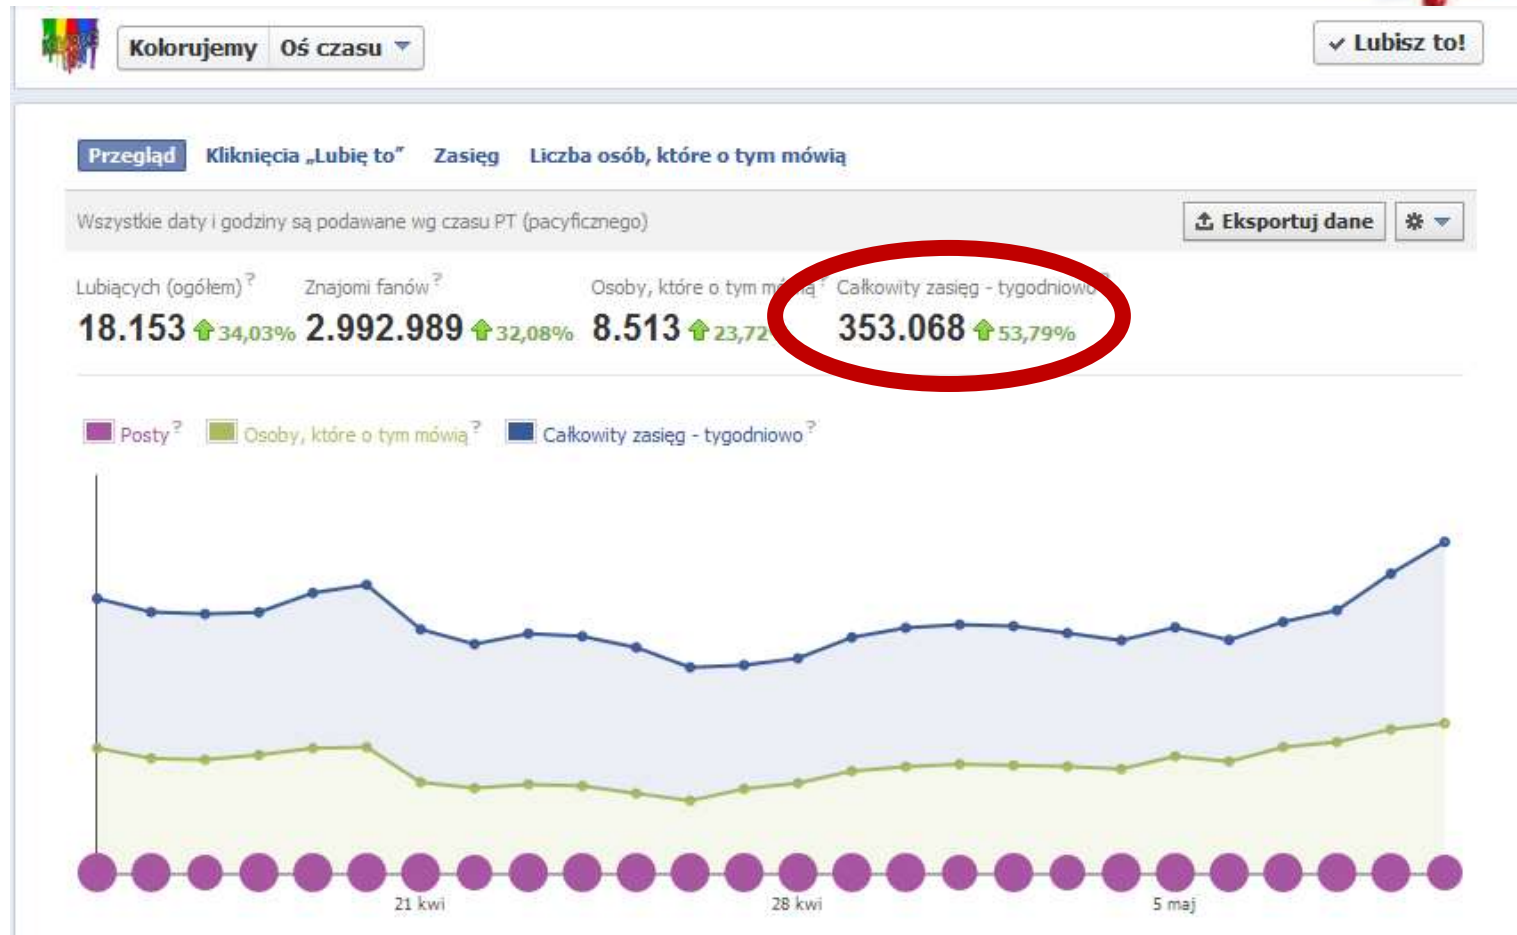 Kolorujemy Oś czasu
✓ Lubisz to!
Przegląd Kliknięcia „Lubię to” Zasięg Liczba osób, które o tym mówią
Wszystkie daty i godziny są podawane wg czasu PT (pacyficznego)
Eksportuj dane
Lubiących (ogółem) ? Znajomi fanów ? Osoby, które o tym mówią ? Całkowity zasięg - tygodniowo ?
18.153 34,03% 2.992.989 32,08% 8.513 23,72 353.068 53,79%
Posty ? Osoby, które o tym mówią ? Całkowity zasięg - tygodniowo ?
21 kwi 28 kwi 5 maj